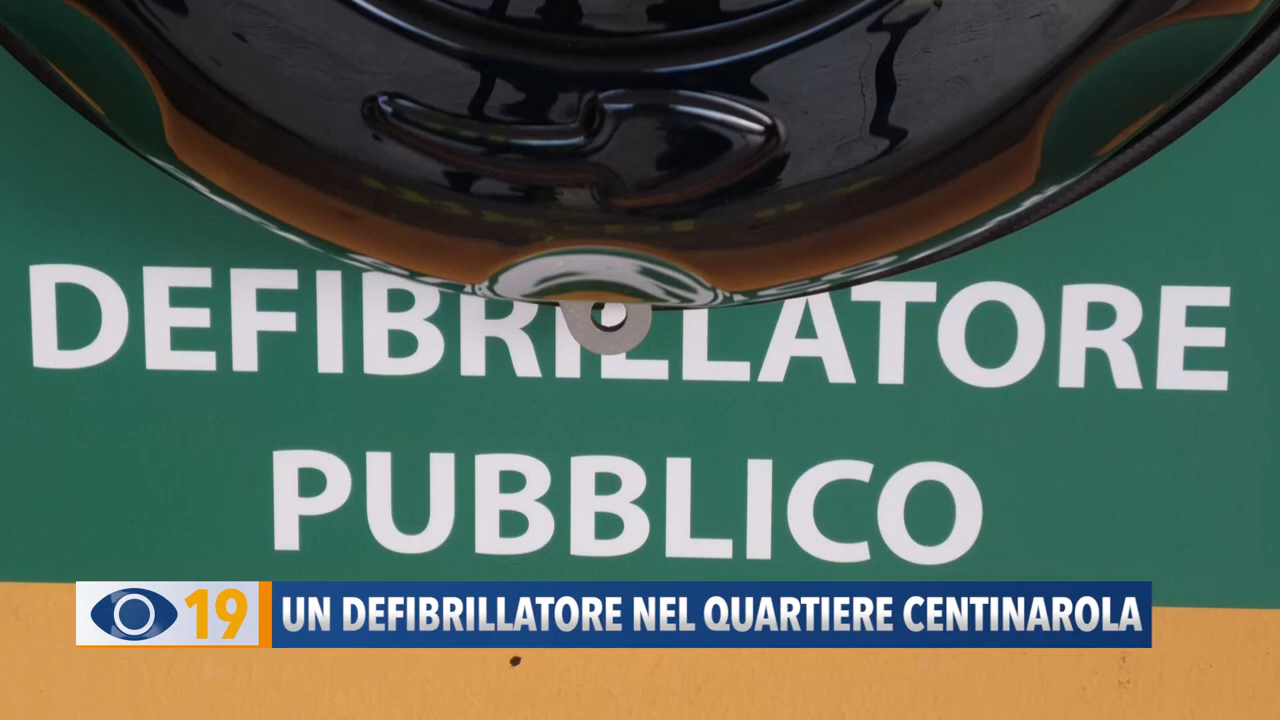 DEFIBRILLATORE
PUBBLICO
19 UN DEFIBRILLATORE NEL QUARTIERE CENTINAROLA